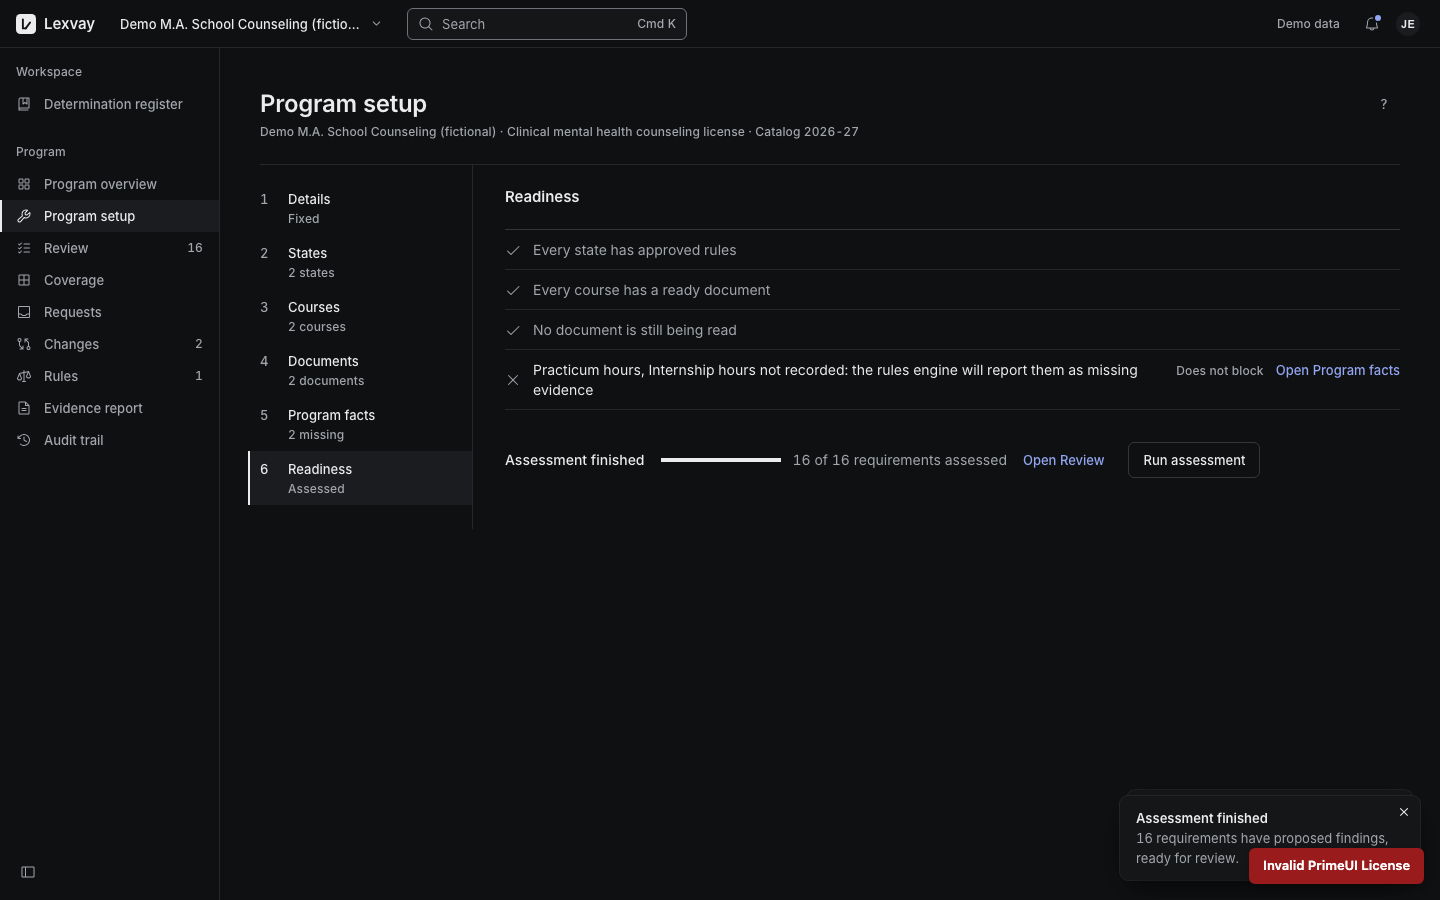 Lexvay
Demo M.A. School Counseling (fictio...
Search
Cmd K
Demo data
JE
Workspace
Determination register
Program
Program overview
Program setup
Review 16
Coverage
Requests
Changes 2
Rules 1
Evidence report
Audit trail
Program setup
?
Demo M.A. School Counseling (fictional) · Clinical mental health counseling license · Catalog 2026-27
1 Details
Fixed
2 States
2 states
3 Courses
2 courses
4 Documents
2 documents
5 Program facts
2 missing
6 Readiness
Assessed
Readiness
Every state has approved rules
Every course has a ready document
No document is still being read
Practicum hours, Internship hours not recorded: the rules engine will report them as missing
evidence
Does not block Open Program facts
Assessment finished 16 of 16 requirements assessed Open Review Run assessment
Assessment finished
16 requirements have proposed findings,
ready for review.
Invalid PrimeUI License